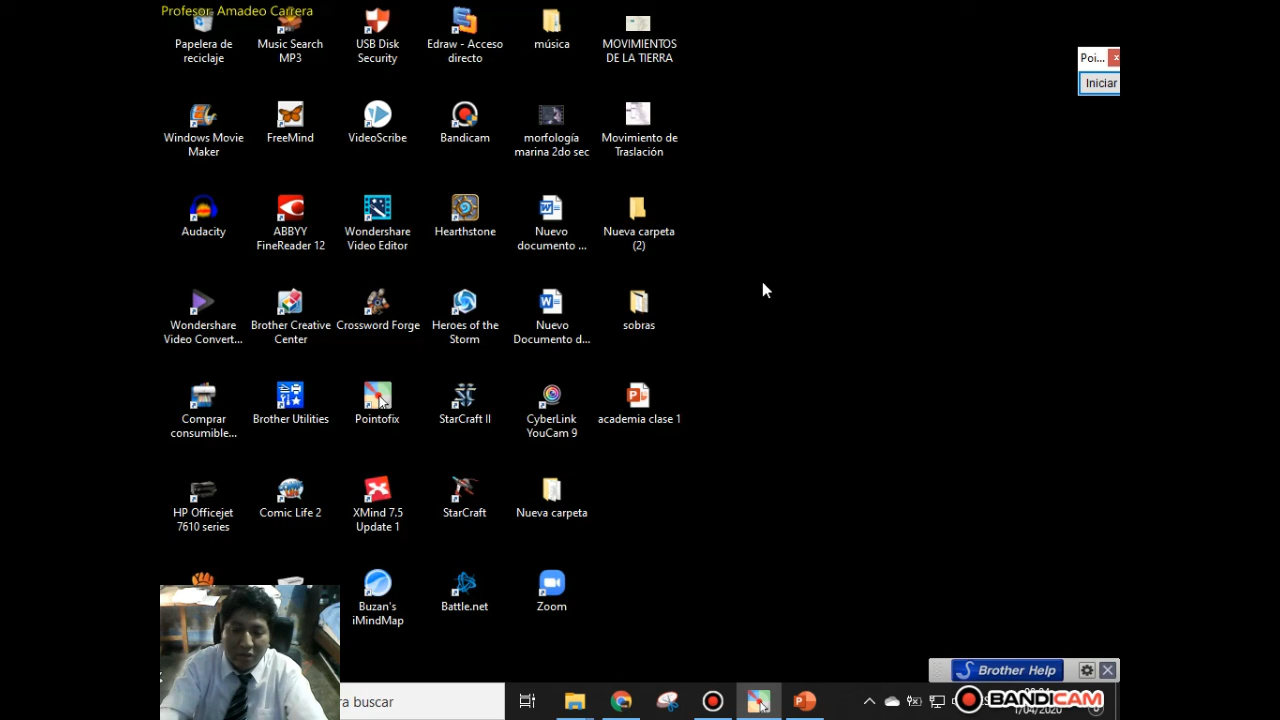 Profesor: Amadeo Carrera
Papelera de
reciclaje
Music Search
MP3
USB Disk
Security
Edraw - Acceso
directo
música
MOVIMIENTOS
DE LA TIERRA
Poi...
Iniciar
Windows Movie
Maker
FreeMind
VideoScribe
Bandicam
morfología
marina 2do sec
Movimiento de
Traslación
Audacity
ABBYY
FineReader 12
Wondershare
Video Editor
Hearthstone
Nuevo
documento ...
Nueva carpeta
(2)
Wondershare
Video Convert...
Brother Creative
Center
Crossword Forge
Heroes of the
Storm
Nuevo
Documento d...
sobras
Comprar
consumible...
Brother Utilities
Pointofix
StarCraft II
CyberLink
YouCam 9
academia clase 1
HP Officejet
7610 series
Comic Life 2
XMind 7.5
Update 1
StarCraft
Nueva carpeta
Buzan's
iMindMap
Battle.net
Zoom
Brother Help
ra buscar
BANDICAM
1/04/2020